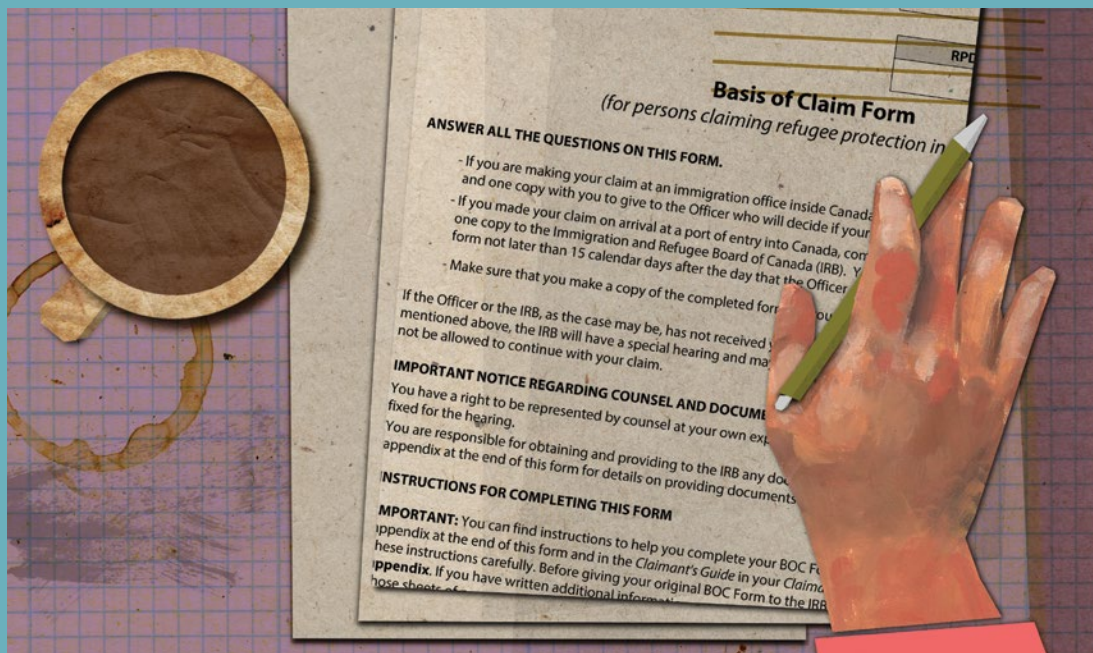 RPD
Basis of Claim Form
(for persons claiming refugee protection in
ANSWER ALL THE QUESTIONS ON THIS FORM.
- If you are making your claim at an immigration office inside Canada
and one copy with you to give to the Officer who will decide if your
- If you made your claim on arrival at a port of entry into Canada, com
one copy to the Immigration and Refugee Board of Canada (IRB). Y
form not later than 15 calendar days after the day that the Officer
- Make sure that you make a copy of the completed for
If the Officer or the IRB, as the case may be, has not received
mentioned above, the IRB will have a special hearing and ma
not be allowed to continue with your claim.
IMPORTANT NOTICE REGARDING COUNSEL AND DOCUME
You have a right to be represented by counsel at your own exp
fixed for the hearing.
You are responsible for obtaining and providing to the IRB any doc
appendix at the end of this form for details on providing documents
NSTRUCTIONS FOR COMPLETING THIS FORM
MPORTANT: You can find instructions to help you complete your BOC F
ppendix at the end of this form and in the Claimant's Guide in your Claima
hese instructions carefully. Before giving your original BOC Form to the IRB
ppendix. If you have written additional informa
hose sheets of